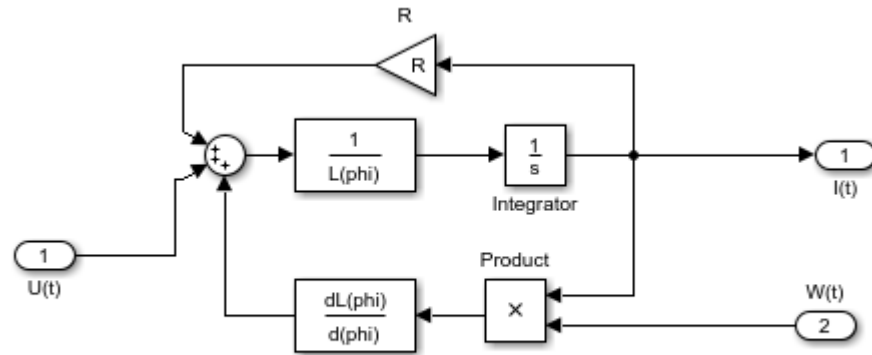 R
R
+
+
+
1
L(phi)
1
s
Integrator
1
I(t)
1
U(t)
Product
×
dL(phi)
d(phi)
W(t)
2